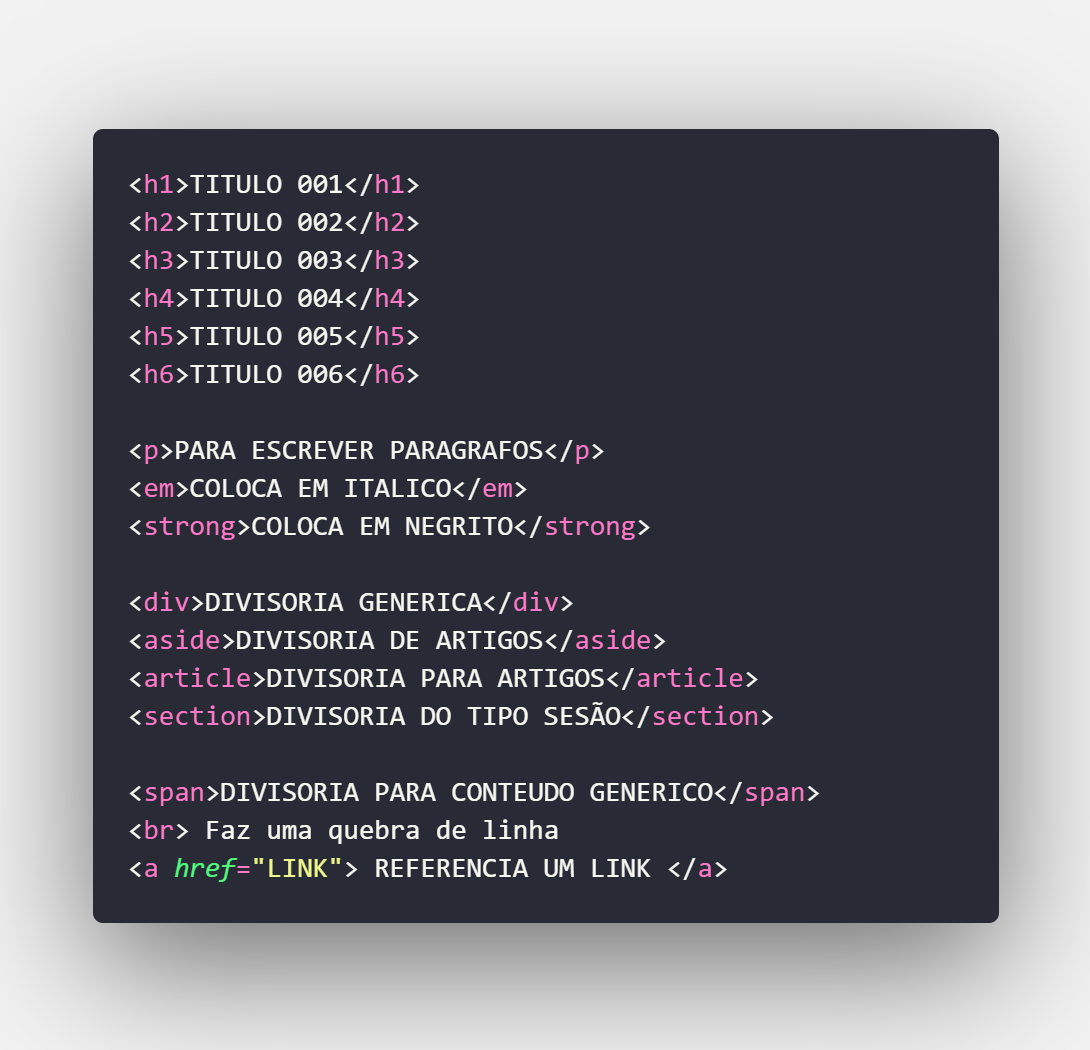 <h1>TITULO 001</h1>
<h2>TITULO 002</h2>
<h3>TITULO 003</h3>
<h4>TITULO 004</h4>
<h5>TITULO 005</h5>
<h6>TITULO 006</h6>
<p>PARA ESCREVER PARAGRAFOS</p>
<em>COLOCA EM ITALICO</em>
<strong>COLOCA EM NEGRITO</strong>
<div>DIVISORIA GENERICA</div>
<aside>DIVISORIA DE ARTIGOS</aside>
<article>DIVISORIA PARA ARTIGOS</article>
<section>DIVISORIA DO TIPO SESÃO</section>
<span>DIVISORIA PARA CONTEUDO GENERICO</span>
<br> Faz uma quebra de linha
<a href="LINK"> REFERENCIA UM LINK </a>